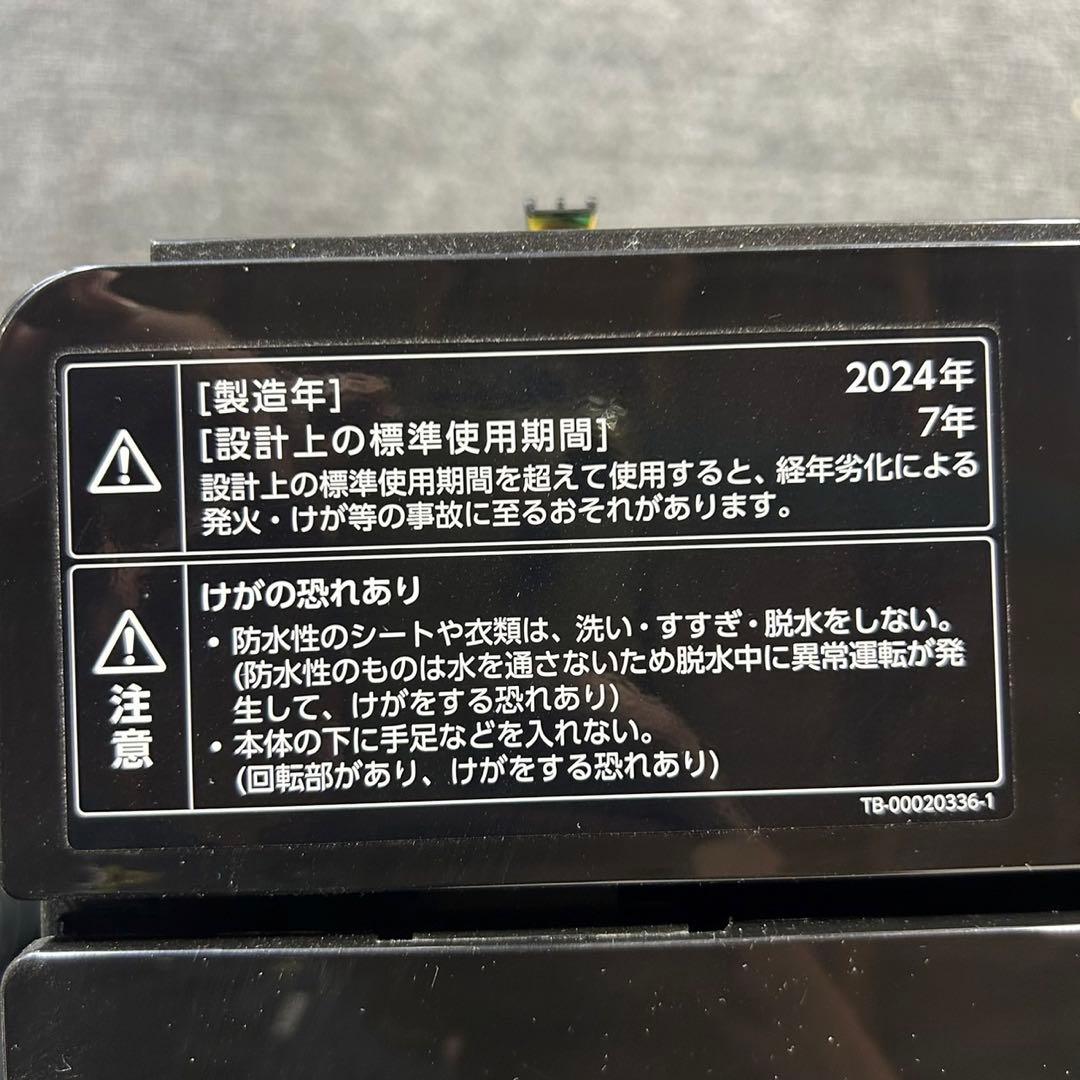 [製造年] 2024年
[設計上の標準使用期間] 7年
設計上の標準使用期間を超えて使用すると、経年劣化による
発火・けが等の事故に至るおそれがあります。
注意
けがの恐れあり
・防水性のシートや衣類は、洗い・すすぎ・脱水をしない。
(防水性のものは水を通さないため脱水中に異常運転が発
生して、けがをする恐れあり)
・本体の下に手足などを入れない。
(回転部があり、けがをする恐れあり)
TB-00020336-1